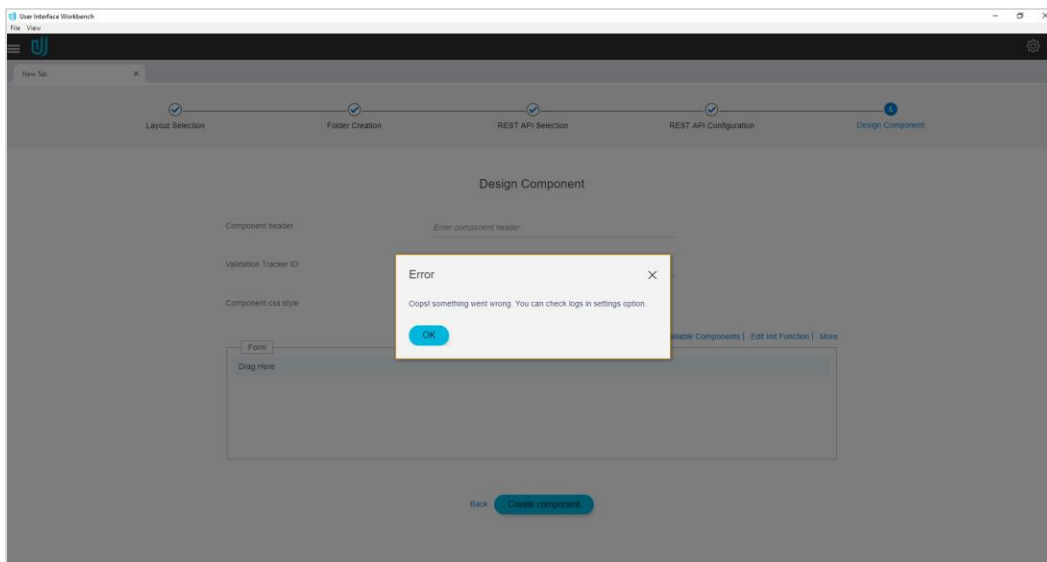 User Interface Workbench
File View
New Tab
Layout Selection
Folder Creation
REST API Selection
REST API Configuration
5
Design Component
Design Component
Component header
Enter component header
Validation Tracker ID
Component css style
Error
Oops! something went wrong. You can check logs in settings option.
OK
Components | Edit Init Function | More
Form
Drag Here
Back
Create component